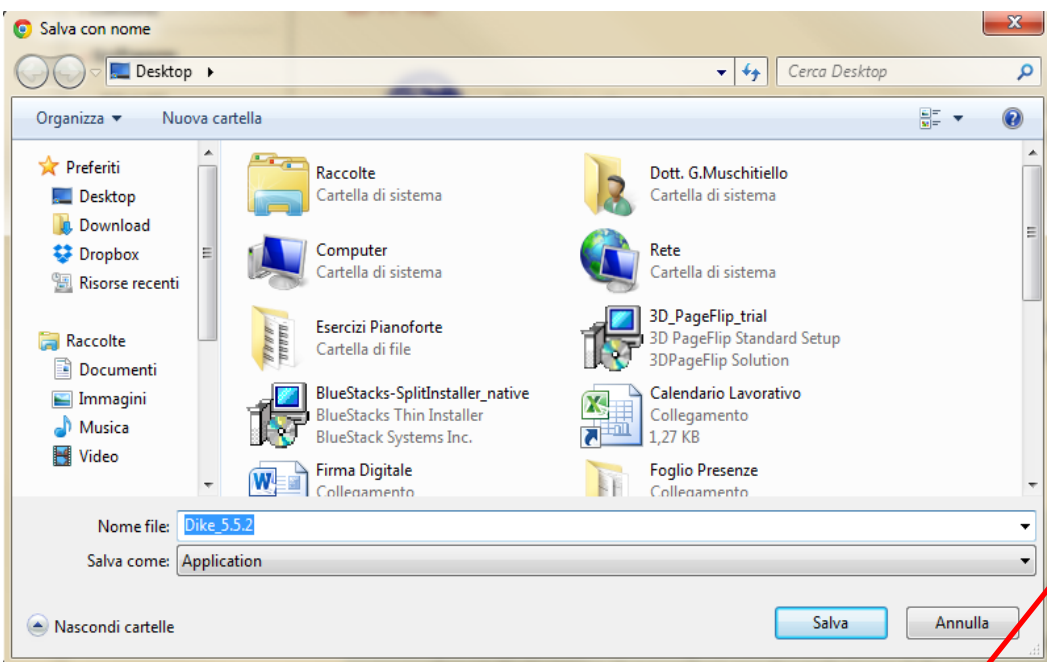 Salva con nome
Desktop
Cerca Desktop
Organizza
Nuova cartella
Preferiti
Desktop
Download
Dropbox
Risorse recenti
Raccolte
Documenti
Immagini
Musica
Video
Raccolte
Cartella di sistema
Dott. G.Muschitiello
Cartella di sistema
Computer
Cartella di sistema
Rete
Cartella di sistema
Esercizi Pianoforte
Cartella di file
3D_PageFlip_trial
3D PageFlip Standard Setup
3DPageFlip Solution
BlueStacks-SplitInstaller_native
BlueStacks Thin Installer
BlueStack Systems Inc.
Calendario Lavorativo
Collegamento
1,27 KB
Firma Digitale
Collegamento
Foglio Presenze
Collegamento
Nome file: Dike_5.5.2
Salva come: Application
Nascondi cartelle
Salva
Annulla